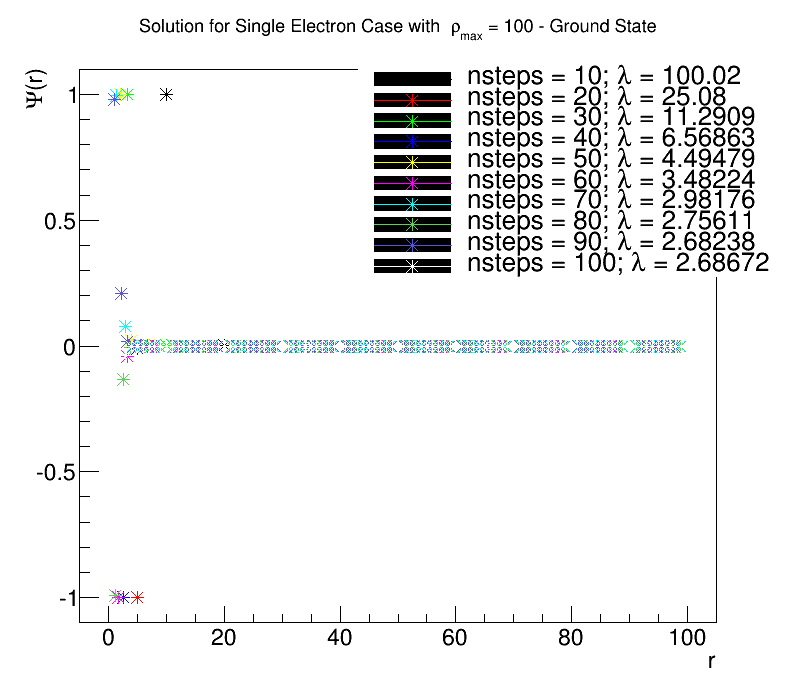 Solution for Single Electron Case with ρmax = 100 - Ground State
Ψ(r)
nsteps = 10; λ = 100.02
nsteps = 20; λ = 25.08
nsteps = 30; λ = 11.2909
nsteps = 40; λ = 6.56863
nsteps = 50; λ = 4.49479
nsteps = 60; λ = 3.48224
nsteps = 70; λ = 2.98176
nsteps = 80; λ = 2.75611
nsteps = 90; λ = 2.68238
nsteps = 100; λ = 2.68672
1
0.5
0
-0.5
-1
0 20 40 60 80 100
r